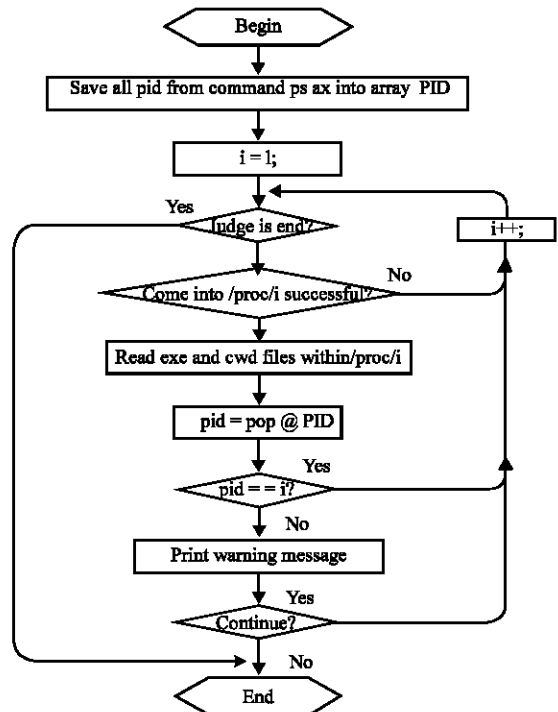 Begin
Save all pid from command ps ax into array PID
i = 1;
Yes
Judge is end?
i++;
No
Come into /proc/i successful?
Read exe and cwd files within/proc/i
pid = pop @ PID
Yes
pid = = i?
No
Print warning message
Yes
Continue?
No
End